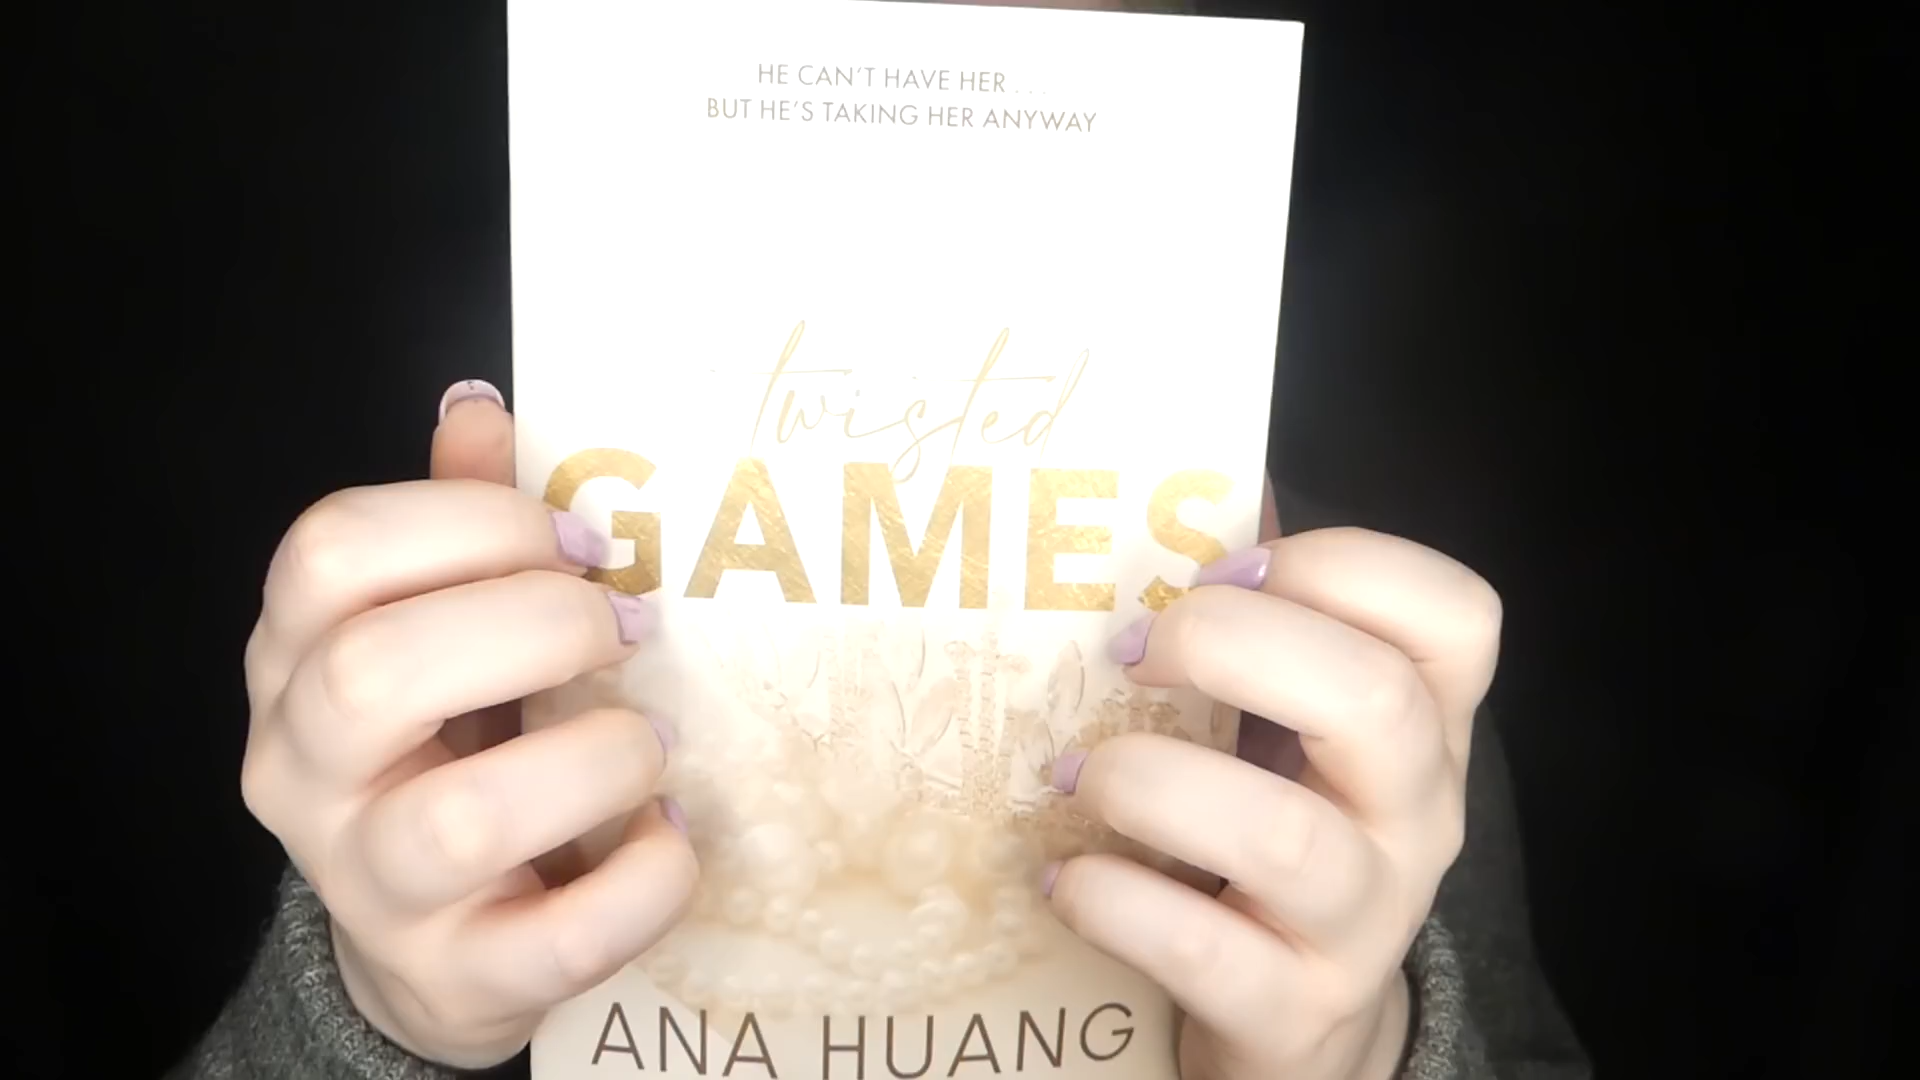 HE CAN'T HAVE HER . . .
BUT HE'S TAKING HER ANYWAY
twisted
GAMES
ANA HUANG